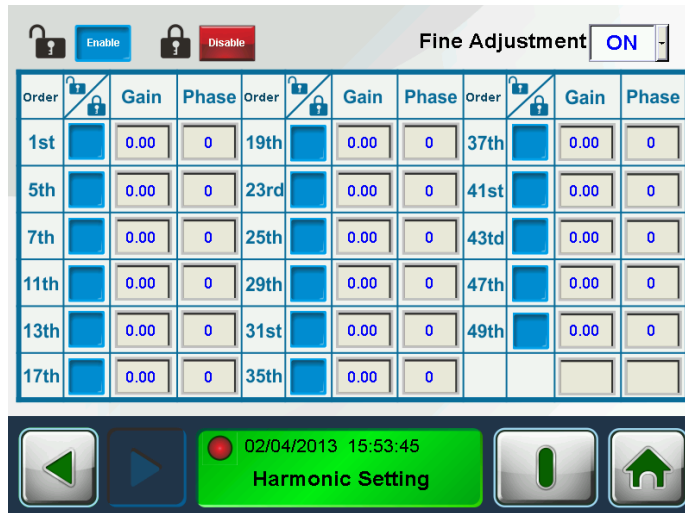 Enable Disable Fine Adjustment ON
Order Gain Phase Order Gain Phase Order Gain Phase
1st 0.00 0 19th 0.00 0 37th 0.00 0
5th 0.00 0 23rd 0.00 0 41st 0.00 0
7th 0.00 0 25th 0.00 0 43td 0.00 0
11th 0.00 0 29th 0.00 0 47th 0.00 0
13th 0.00 0 31st 0.00 0 49th 0.00 0
17th 0.00 0 35th 0.00 0
02/04/2013 15:53:45
Harmonic Setting